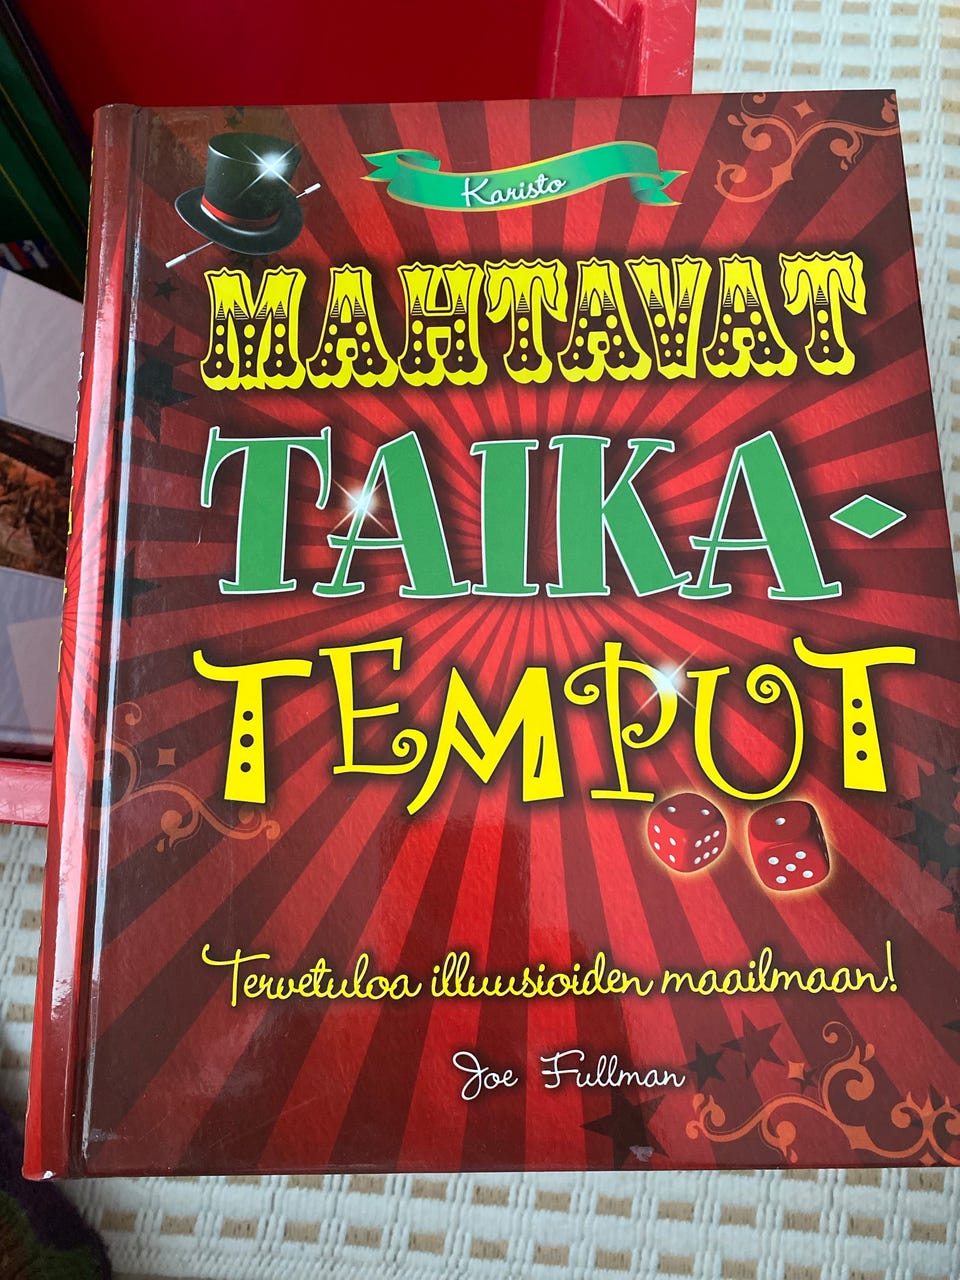 Karisto
MAHTAVAT
TAIKA-
TEMPUT
Tervetuloa illuusioiden maailmaan!
Joe Fullman